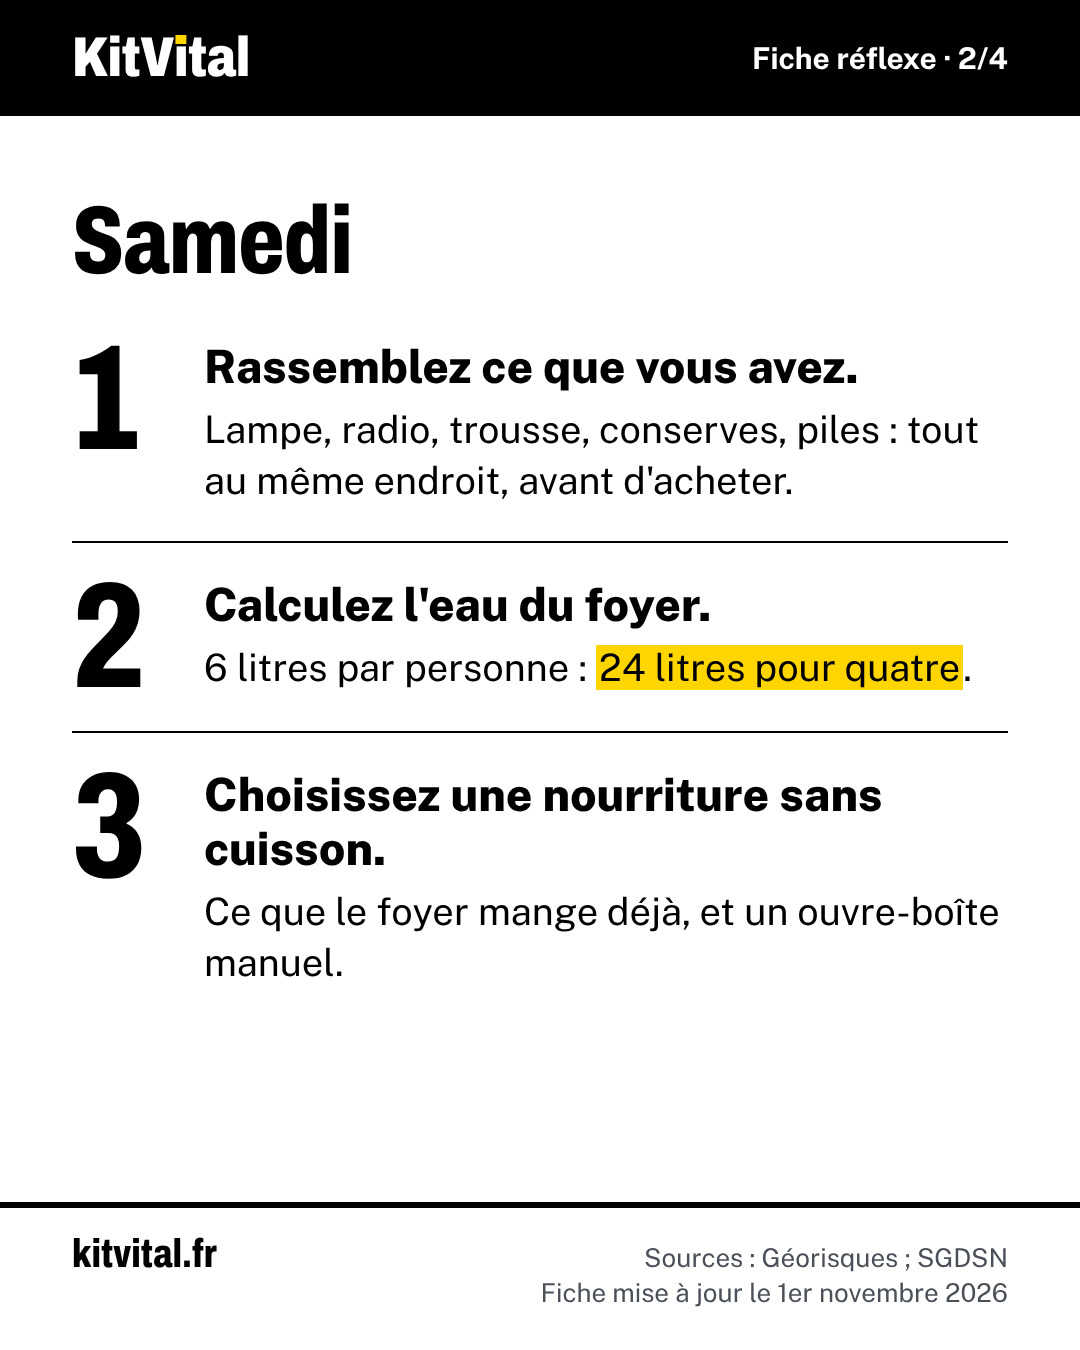 KitVital
Fiche réflexe · 2/4
Samedi
1
Rassemblez ce que vous avez.
Lampe, radio, trousse, conserves, piles : tout
au même endroit, avant d'acheter.
2
Calculez l'eau du foyer.
6 litres par personne : 24 litres pour quatre.
3
Choisissez une nourriture sans
cuisson.
Ce que le foyer mange déjà, et un ouvre-boîte
manuel.
kitvital.fr
Sources : Géorisques ; SGDSN
Fiche mise à jour le 1er novembre 2026